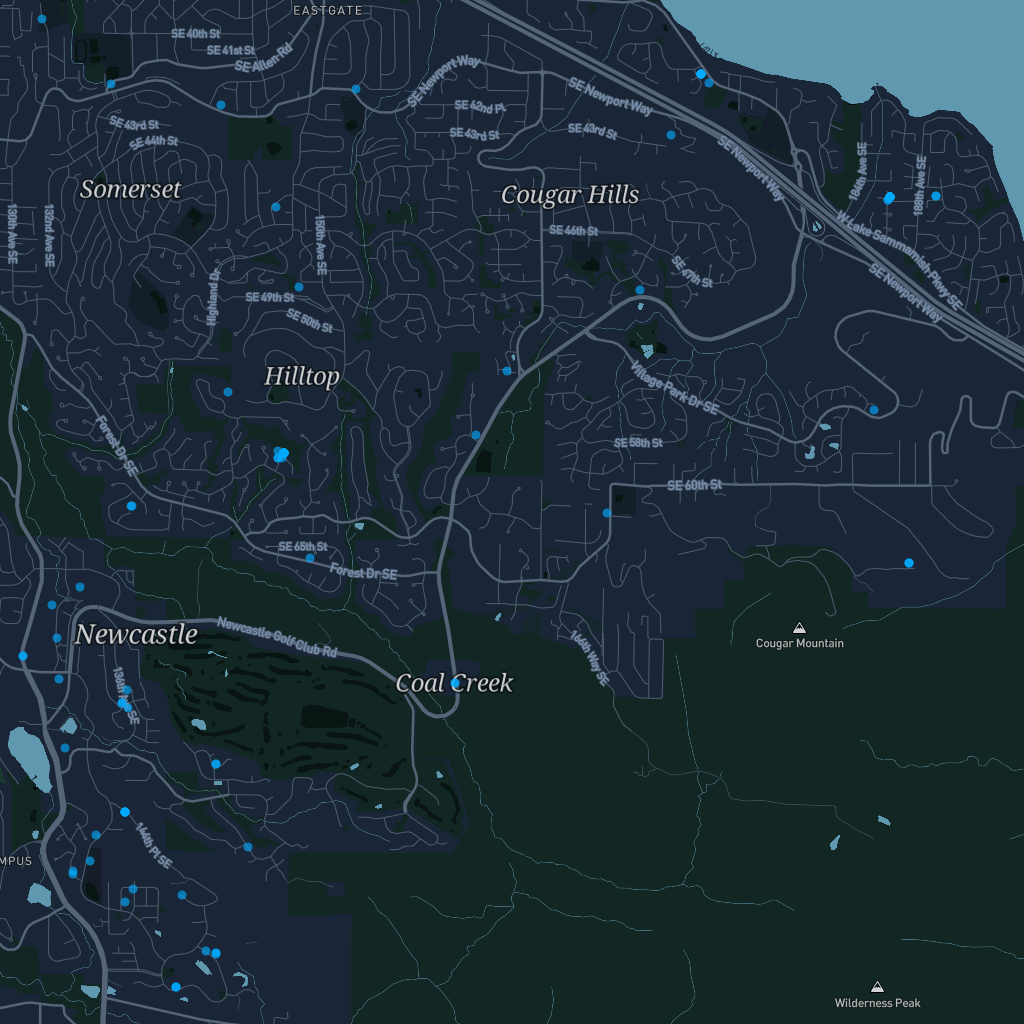 EASTGATE
SE 40th St
SE 41st St
SE Allen Rd
SE Newport Way
SE 42nd Pl
SE Newport Way
SE 43rd St
SE 44th St
SE 43rd St
SE 43rd St
SE Newport Way
184th Ave SE
188th Ave SE
Somerset
Cougar Hills
130th Ave SE
132nd Ave SE
150th Ave SE
SE 46th St
W Lake Sammamish Pkwy SE
SE 47th St
SE Newport Way
Highland Dr
SE 49th St
SE 50th St
Hilltop
Village Park Dr SE
Forest Dr SE
SE 58th St
SE 60th St
SE 65th St
Forest Dr SE
Newcastle
Newcastle Golf Club Rd
166th Way SE
Cougar Mountain
Coal Creek
144th Pl SE
MPUS
Wilderness Peak